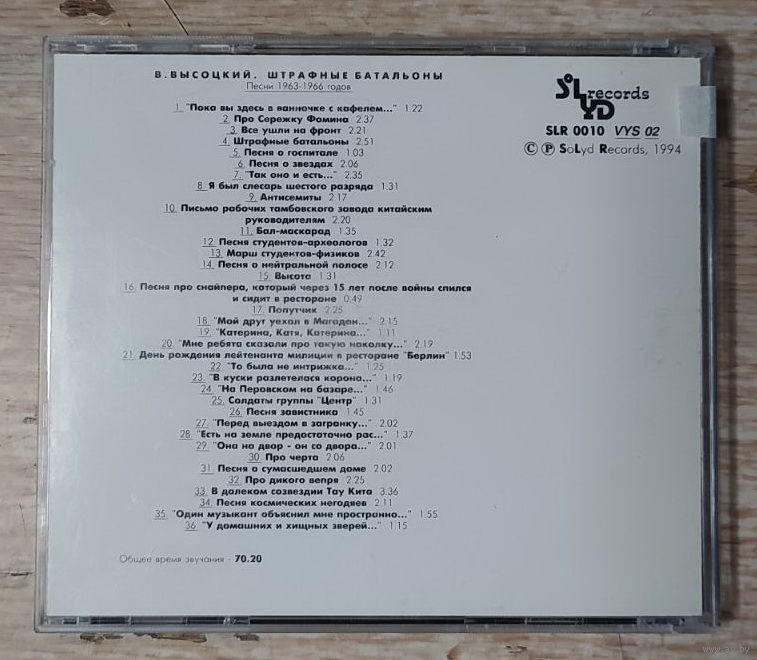 В. ВЫСОЦКИЙ. ШТРАФНЫЕ БАТАЛЬОНЫ
Песни 1963-1966 годов
1. "Пока вы здесь в ванночке с кафелем..." 1.22
2. Про Сережку Фомина 2.37
3. Все ушли на фронт 2.21
4. Штрафные батальоны 2.51
5. Песня о госпитале 1.03
6. Песня о звездах 2.06
7. "Так оно и есть..." 2.35
8. Я был слесарь шестого разряда 1.31
9. Антисемиты 2.17
10. Письмо рабочих тамбовского завода китайским
руководителям 2.20
11. Бал-маскарад 1.35
12. Песня студентов-археологов 1.32
13. Марш студентов-физиков 2.42
14. Песня о нейтральной полосе 2.12
15. Высота 1.31
16. Песня про снайпера, который через 15 лет после войны спился
и сидит в ресторане 0.49
17. Попутчик 2.25
18. "Мой друг уехал в Магадан..." 2.15
19. "Катерина, Катя, Катерина..." 1.11
20. "Мне ребята сказали про такую наколку..." 2.19
21. День рождения лейтенанта милиции в ресторане "Берлин" 1.53
22. "То была не интрижка..." 1.25
23. "В куски разлетелася корона..." 1.19
24. "На Перовском на базаре..." 1.46
25. Солдаты группы "Центр" 1.31
26. Песня завистника 1.45
27. "Перед выездом в загранку..." 2.02
28. "Есть на земле предостаточно рас..." 1.37
29. "Она на двор - он со двора..." 2.01
30. Про черта 2.06
31. Песня о сумасшедшем доме 2.02
32. Про дикого вепря 2.25
33. В далеком созвездии Тау Кита 3.36
34. Песня космических негодяев 2.11
35. "Один музыкант объяснил мне пространно..." 1.55
36. "У домашних и хищных зверей..." 1.15
Общее время звучания - 70.20
SoLYD records
SLR 0010 VYS 02
© ℗ SoLyd Records, 1994
www.ay.by